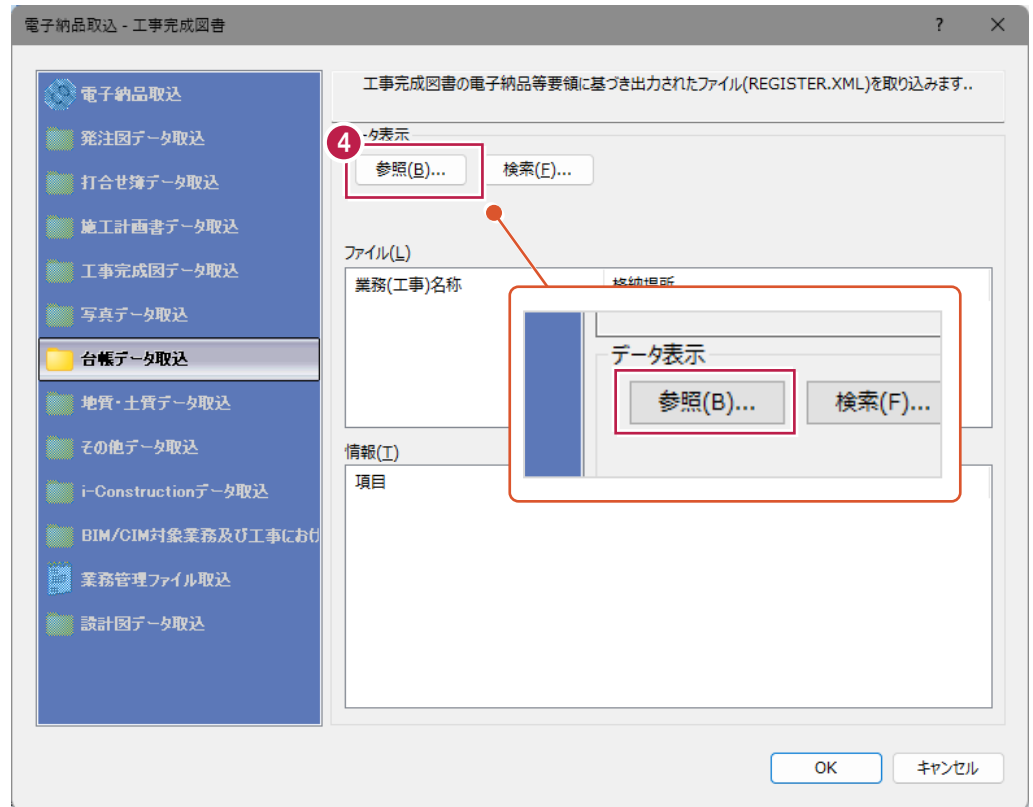 電子納品取込 - 工事完成図書
電子納品取込
発注図データ取込
打合せ簿データ取込
施工計画書データ取込
工事完成図データ取込
写真データ取込
台帳データ取込
地質・土質データ取込
その他データ取込
i-Constructionデータ取込
BIM/CIM対象業務及び工事におけ
業務管理ファイル取込
設計図データ取込
工事完成図書の電子納品等要領に基づき出力されたファイル(REGISTER.XML)を取り込みます..
4
ータ表示
参照(B)...
検索(F)...
ファイル(L)
業務(工事)名称
格納場所
データ表示
参照(B)...
検索(F)...
情報(T)
項目
OK
キャンセル